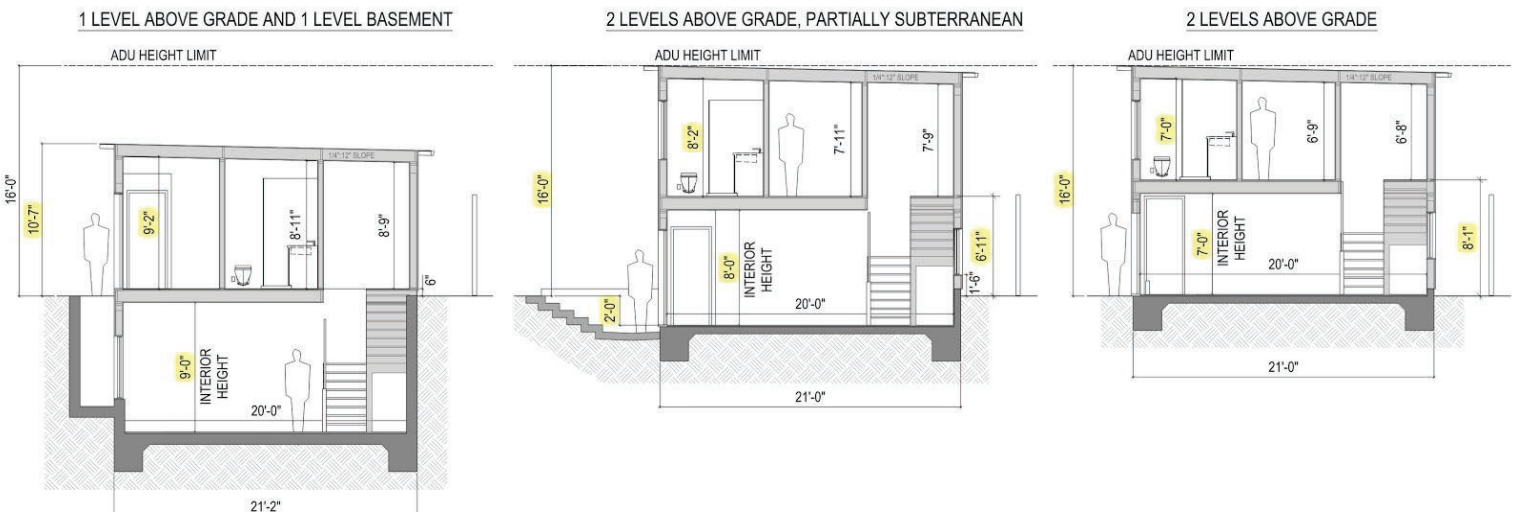 1 LEVEL ABOVE GRADE AND 1 LEVEL BASEMENT
ADU HEIGHT LIMIT
16'-0"
10'-7"
1/4":12" SLOPE
9'-2"
8'-11"
8'-9"
6"
9'-0"
INTERIOR
HEIGHT
20'-0"
21'-2"
2 LEVELS ABOVE GRADE, PARTIALLY SUBTERRANEAN
ADU HEIGHT LIMIT
16'-0"
1/4":12" SLOPE
8'-2"
7'-11"
7'-9"
8'-0"
INTERIOR
HEIGHT
6'-11"
1'-6"
2'-0"
20'-0"
21'-0"
2 LEVELS ABOVE GRADE
ADU HEIGHT LIMIT
16'-0"
1/4":12" SLOPE
7'-0"
6'-9"
6'-8"
7'-0"
INTERIOR
HEIGHT
8'-1"
20'-0"
21'-0"